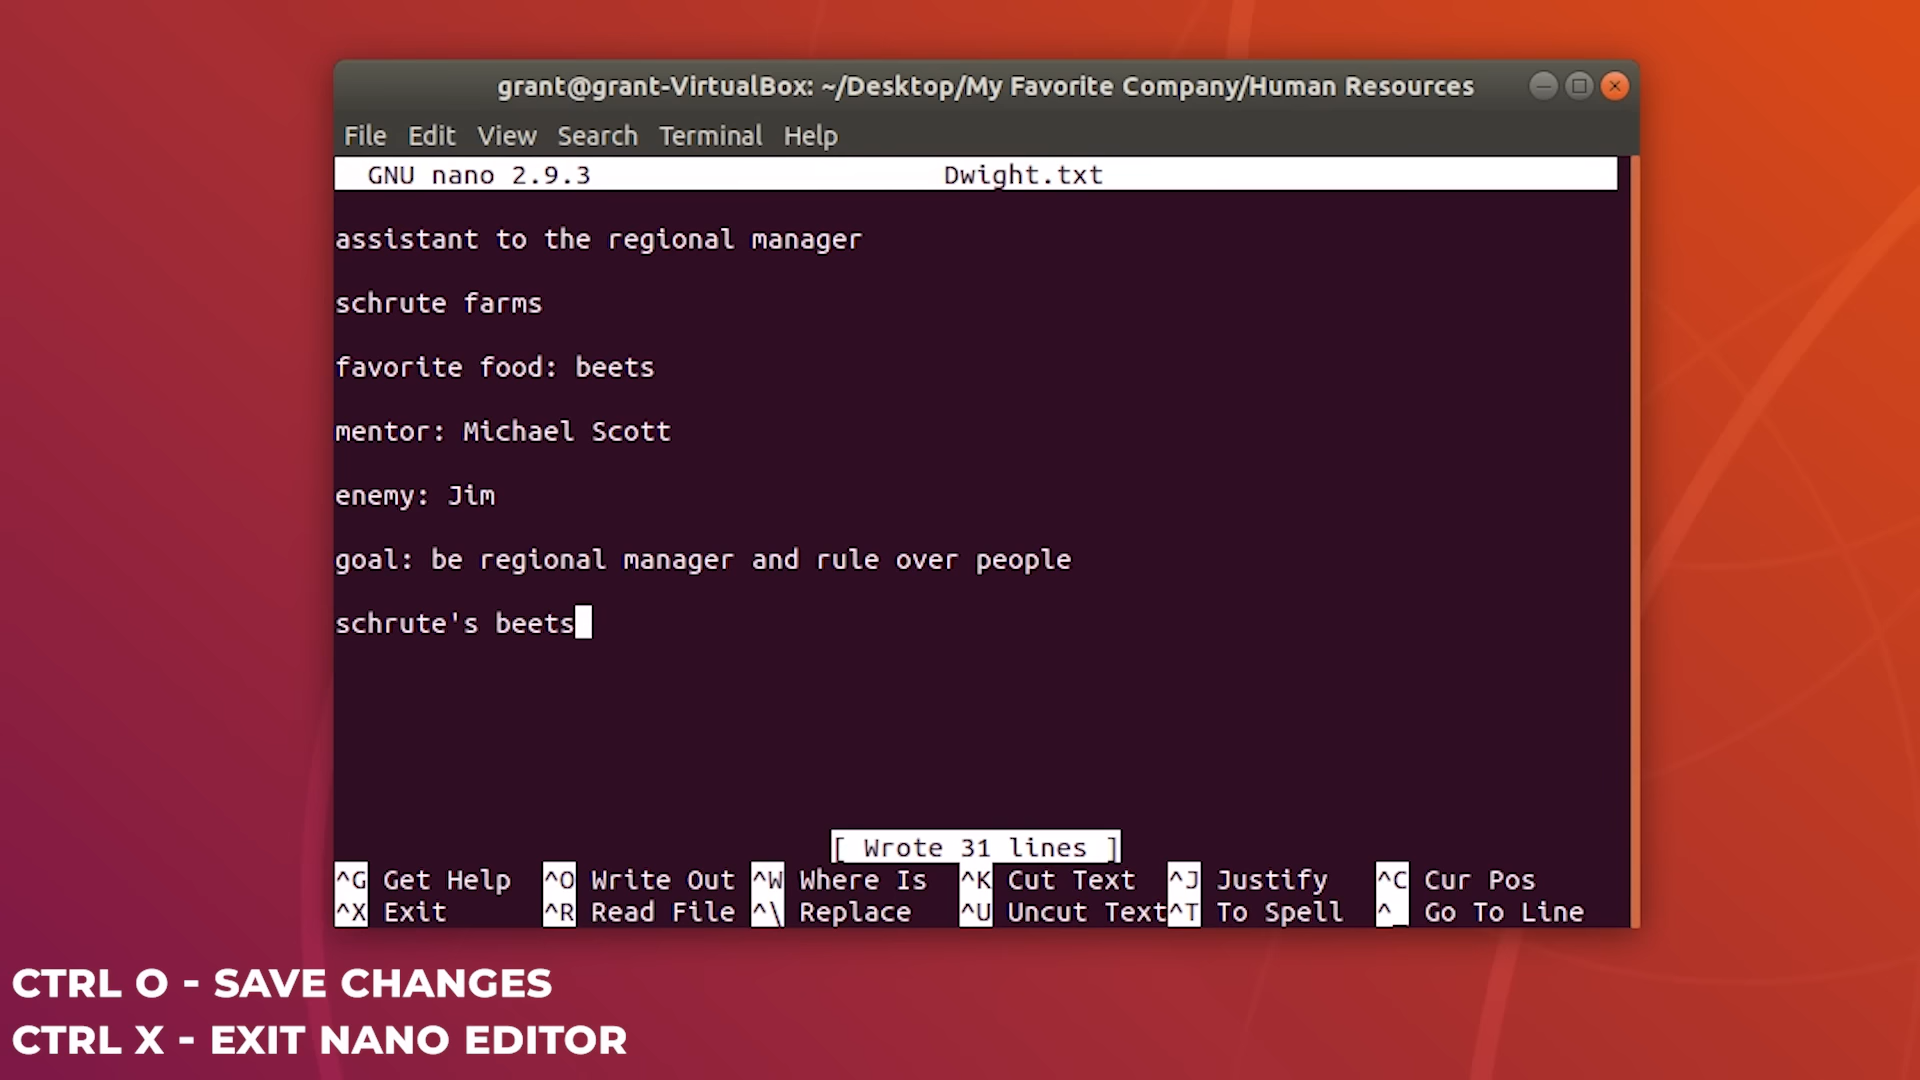 grant@grant-VirtualBox: ~/Desktop/My Favorite Company/Human Resources
File Edit View Search Terminal Help
GNU nano 2.9.3 Dwight.txt
assistant to the regional manager
schrute farms
favorite food: beets
mentor: Michael Scott
enemy: Jim
goal: be regional manager and rule over people
schrute's beets
[ Wrote 31 lines ]
^G Get Help ^O Write Out ^W Where Is ^K Cut Text ^J Justify ^C Cur Pos
^X Exit ^R Read File ^\ Replace ^U Uncut Text ^T To Spell ^_ Go To Line
CTRL O - SAVE CHANGES
CTRL X - EXIT NANO EDITOR